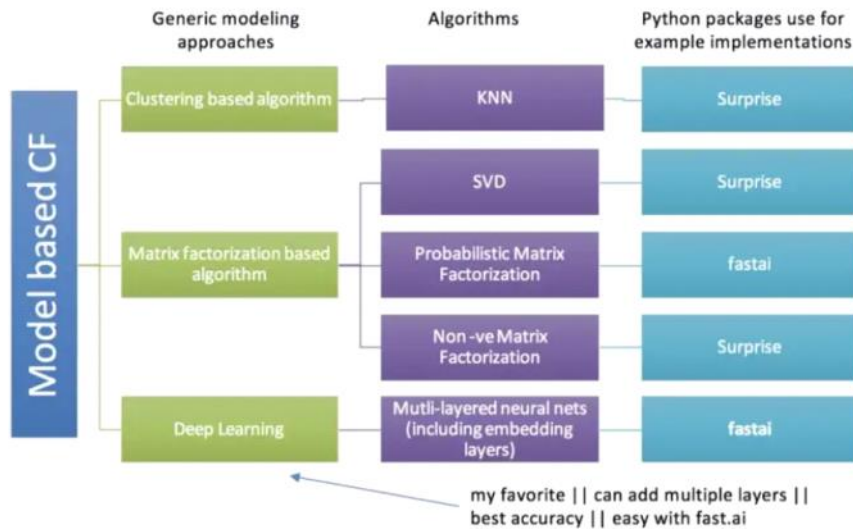 Generic modeling
approaches
Algorithms
Python packages use for
example implementations
Model based CF
Clustering based algorithm
KNN
Surprise
Matrix factorization based
algorithm
SVD
Surprise
Probabilistic Matrix
Factorization
fastai
Non -ve Matrix
Factorization
Surprise
Deep Learning
Mutli-layered neural nets
(including embedding
layers)
fastai
my favorite || can add multiple layers ||
best accuracy || easy with fast.ai